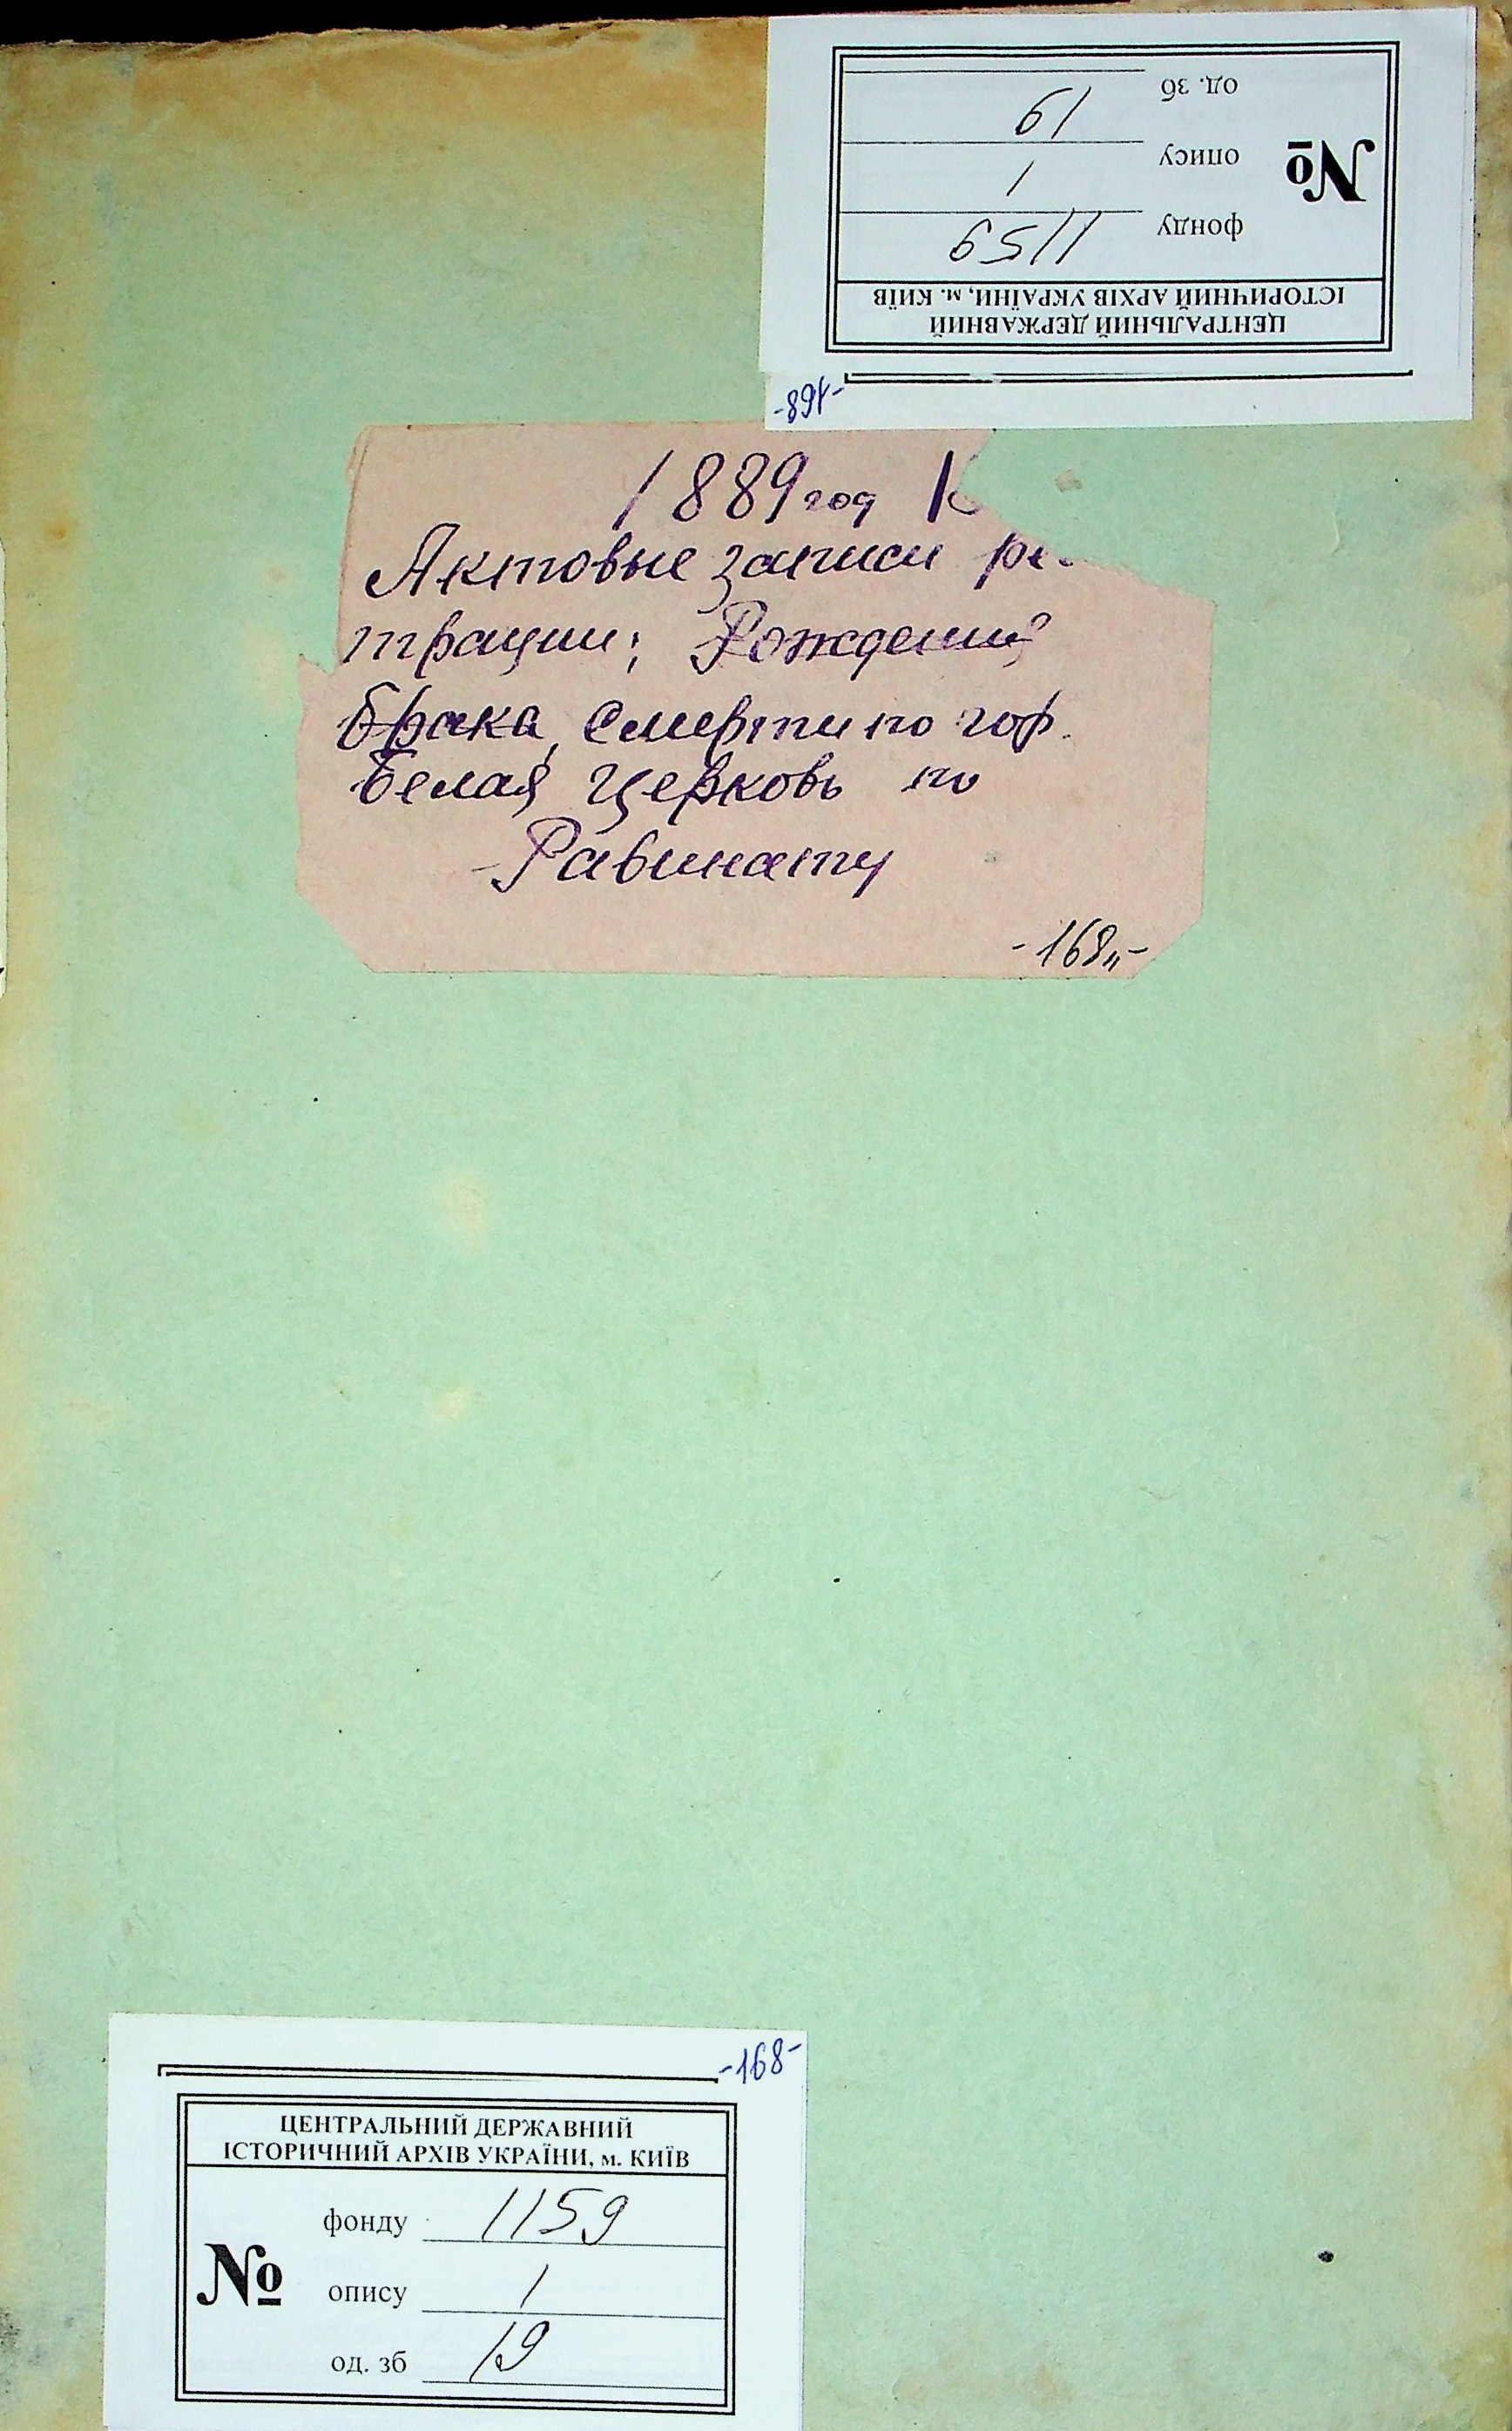 ЦЕНТРАЛЬНИЙ ДЕРЖАВНИЙ
ІСТОРИЧНИЙ АРХІВ УКРАЇНИ, м. КИЇВ
№
фонду 1159
опису 1
од. зб 19
-168-
1889 год К
Актовые записи ре
трации; Рождений
брака, смерти по гор.
Белая Церковь по
Равинату
-168„-
-168-
ЦЕНТРАЛЬНИЙ ДЕРЖАВНИЙ
ІСТОРИЧНИЙ АРХІВ УКРАЇНИ, м. КИЇВ
№
фонду 1159
опису 1
од. зб 19